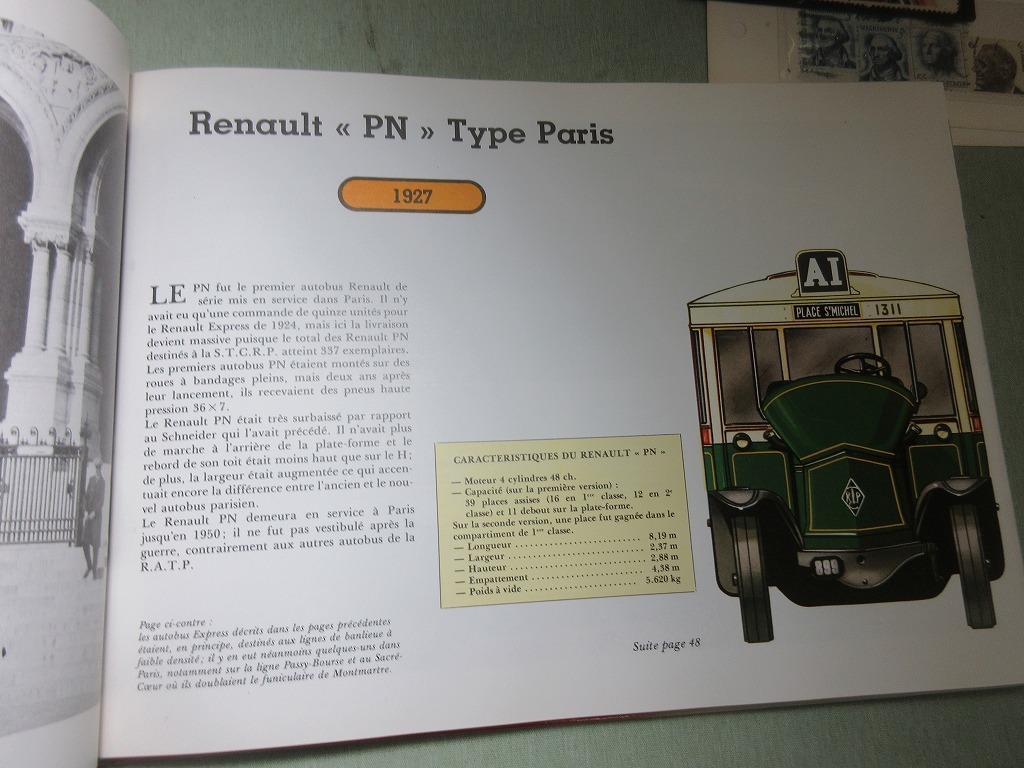 Renault « PN » Type Paris
1927
LE PN fut le premier autobus Renault de
série mis en service dans Paris. Il n'y
avait eu qu'une commande de quinze unités pour
le Renault Express de 1924, mais ici la livraison
devient massive puisque le total des Renault PN
destinés à la S.T.C.R.P. atteint 337 exemplaires.
Les premiers autobus PN étaient montés sur des
roues à bandages pleins, mais deux ans après
leur lancement, ils recevaient des pneus haute
pression 36×7.
Le Renault PN était très surbaissé par rapport
au Schneider qui l'avait précédé. Il n'avait plus
de marche à l'arrière de la plate-forme et le
rebord de son toit était moins haut que sur le H;
de plus, la largeur était augmentée ce qui accen-
tuait encore la différence entre l'ancien et le nou-
vel autobus parisien.
Le Renault PN demeura en service à Paris
jusqu'en 1950; il ne fut pas vestibulé après la
guerre, contrairement aux autres autobus de la
R.A.T.P.
Page ci-contre :
les autobus Express décrits dans les pages précédentes
étaient, en principe, destinés aux lignes de banlieue à
faible densité; il y en eut néanmoins quelques-uns dans
Paris, notamment sur la ligne Passy-Bourse et au Sacré-
Cœur où ils doublaient le funiculaire de Montmartre.
CARACTERISTIQUES DU RENAULT « PN »
— Moteur 4 cylindres 48 ch.
— Capacité (sur la première version) :
39 places assises (16 en 1re classe, 12 en 2e
classe) et 11 debout sur la plate-forme.
Sur la seconde version, une place fut gagnée dans le
compartiment de 1re classe.
— Longueur ........................ 8,19 m
— Largeur ........................ 2,37 m
— Hauteur ........................ 2,88 m
— Empattement .................... 4,38 m
— Poids à vide .................... 5.620 kg
Suite page 48
AI
PLACE ST MICHEL 1311
WASHINGTON